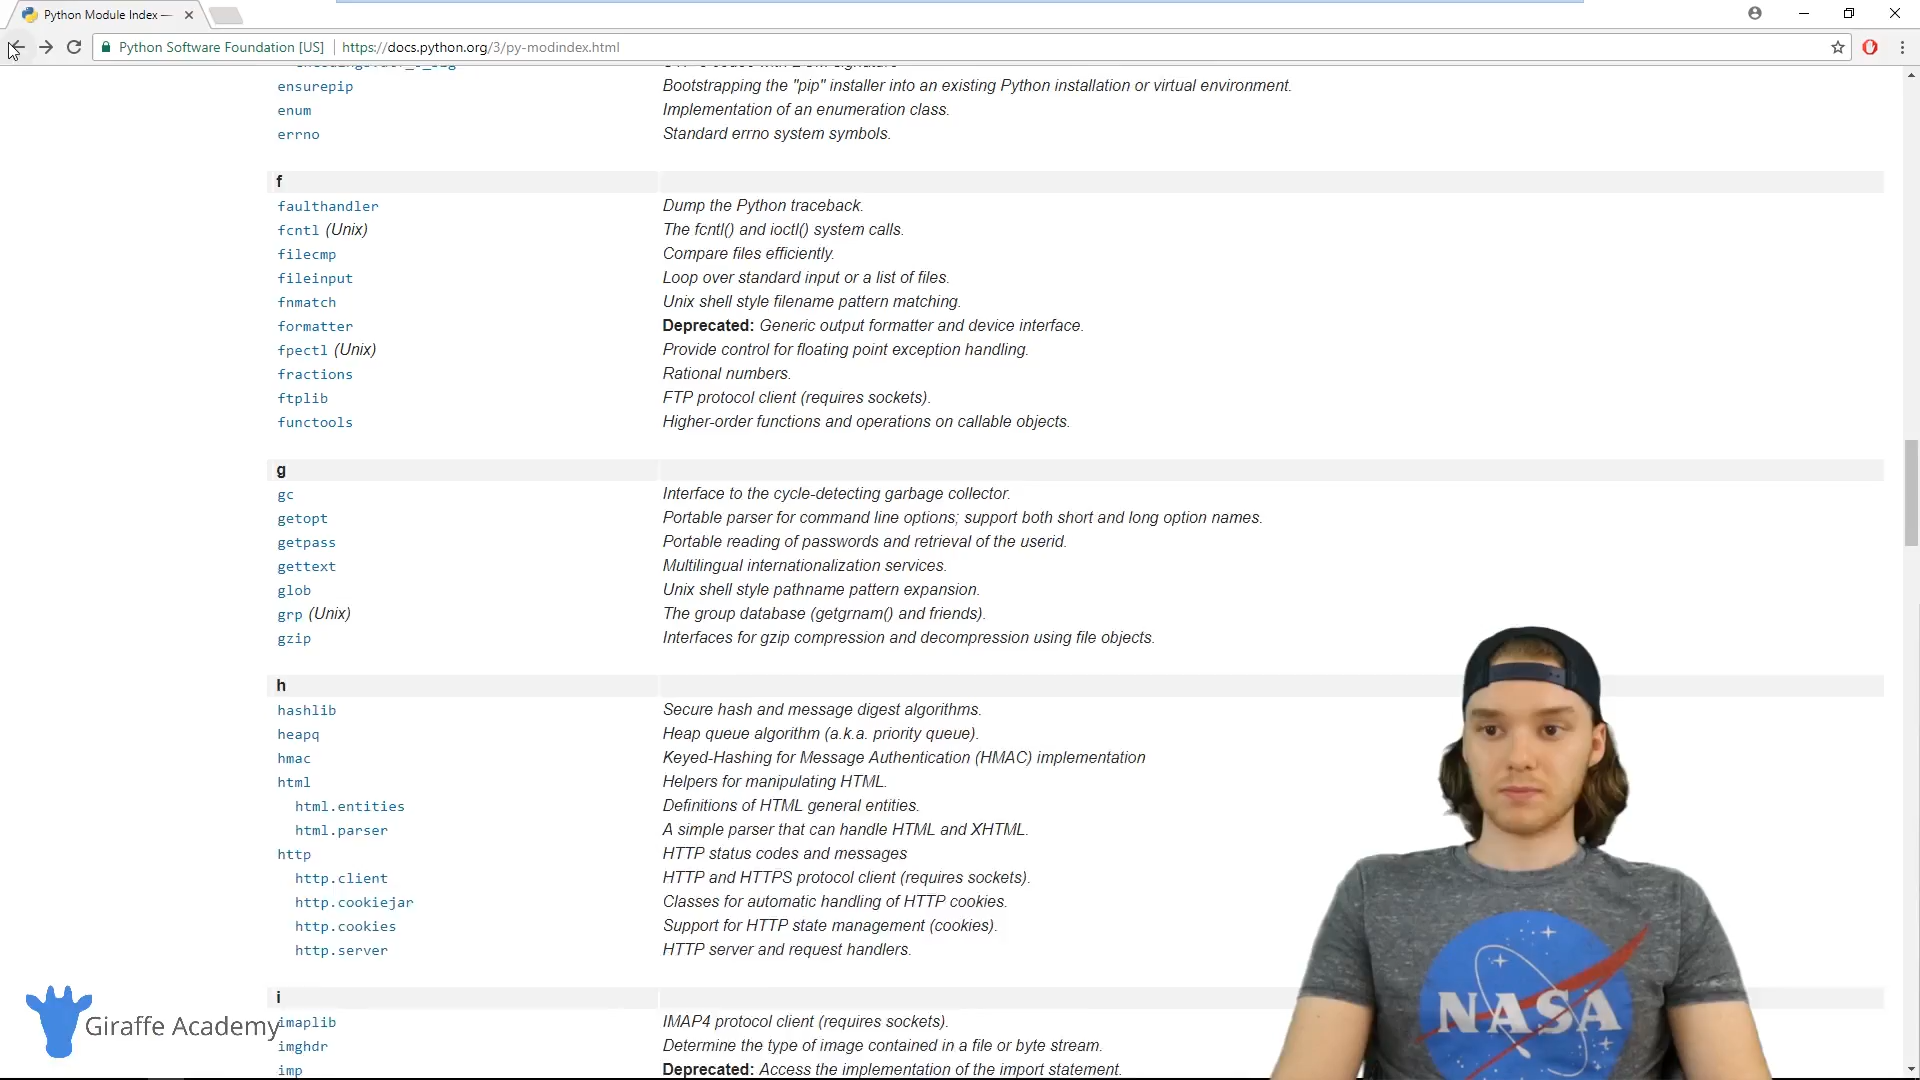 Python Module Index —
Python Software Foundation [US] https://docs.python.org/3/py-modindex.html
ensurepip Bootstrapping the "pip" installer into an existing Python installation or virtual environment.
enum Implementation of an enumeration class.
errno Standard errno system symbols.
f
faulthandler Dump the Python traceback.
fcntl (Unix) The fcntl() and ioctl() system calls.
filecmp Compare files efficiently.
fileinput Loop over standard input or a list of files.
fnmatch Unix shell style filename pattern matching.
formatter Deprecated: Generic output formatter and device interface.
fpectl (Unix) Provide control for floating point exception handling.
fractions Rational numbers.
ftplib FTP protocol client (requires sockets).
functools Higher-order functions and operations on callable objects.
g
gc Interface to the cycle-detecting garbage collector.
getopt Portable parser for command line options; support both short and long option names.
getpass Portable reading of passwords and retrieval of the userid.
gettext Multilingual internationalization services.
glob Unix shell style pathname pattern expansion.
grp (Unix) The group database (getgrnam() and friends).
gzip Interfaces for gzip compression and decompression using file objects.
h
hashlib Secure hash and message digest algorithms.
heapq Heap queue algorithm (a.k.a. priority queue).
hmac Keyed-Hashing for Message Authentication (HMAC) implementation
html Helpers for manipulating HTML.
html.entities Definitions of HTML general entities.
html.parser A simple parser that can handle HTML and XHTML.
http HTTP status codes and messages
http.client HTTP and HTTPS protocol client (requires sockets).
http.cookiejar Classes for automatic handling of HTTP cookies.
http.cookies Support for HTTP state management (cookies).
http.server HTTP server and request handlers.
i
imaplib IMAP4 protocol client (requires sockets).
imghdr Determine the type of image contained in a file or byte stream.
imp Deprecated: Access the implementation of the import statement.
Giraffe Academy
NASA